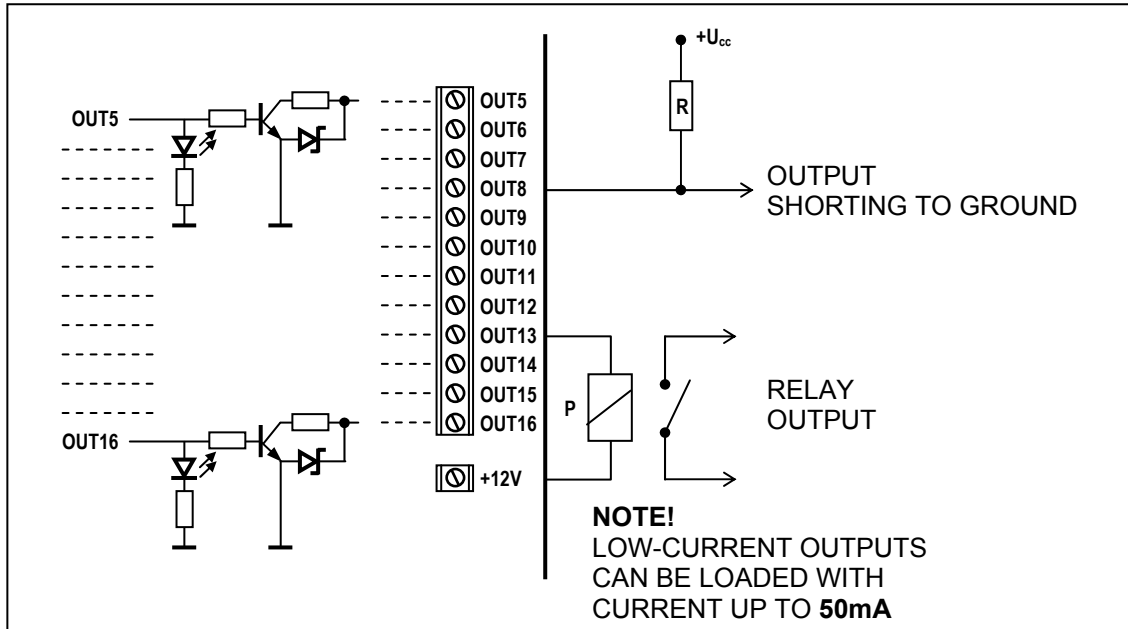 +Ucc
OUT5
R
OUT5
OUT6
OUT7
OUT8
OUTPUT
SHORTING TO GROUND
OUT9
OUT10
OUT11
OUT12
OUT13
OUT14
OUT15
OUT16
P
RELAY
OUTPUT
OUT16
+12V
NOTE!
LOW-CURRENT OUTPUTS
CAN BE LOADED WITH
CURRENT UP TO 50mA